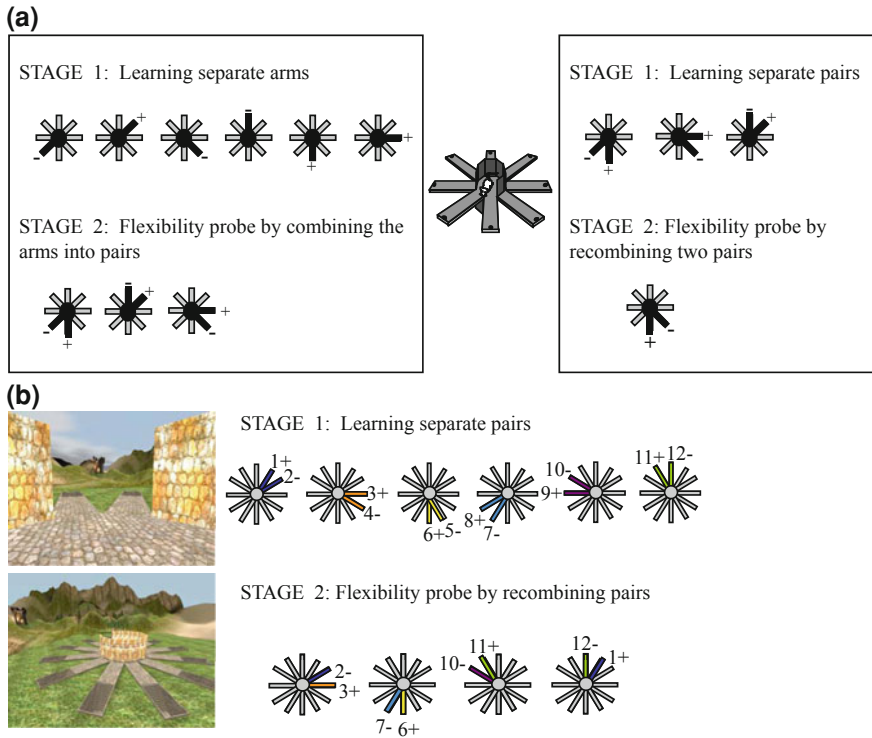 (a)
STAGE 1: Learning separate arms
- + - - + +
STAGE 2: Flexibility probe by combining the
arms into pairs
- + - + + -
STAGE 1: Learning separate pairs
- + + - - +
STAGE 2: Flexibility probe by
recombining two pairs
- +
(b)
STAGE 1: Learning separate pairs
1+ 2- 3+ 4- 6+ 5- 8+ 7- 10- 9+ 11+ 12-
STAGE 2: Flexibility probe by recombining pairs
2- 3+ 7- 6+ 10- 11+ 12- 1+